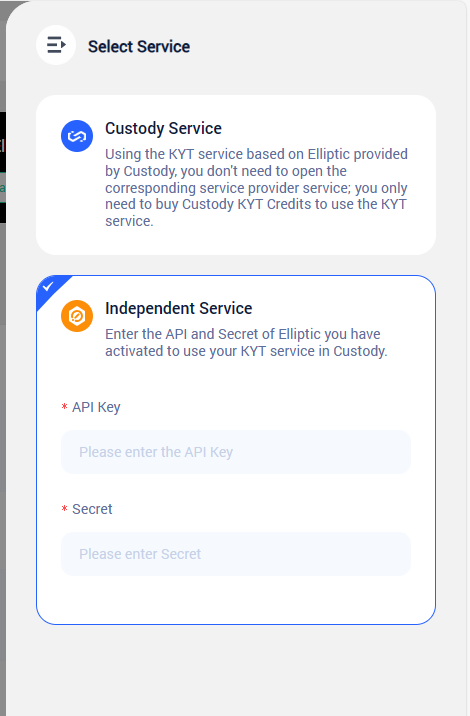 Select Service
Custody Service
Using the KYT service based on Elliptic provided
by Custody, you don't need to open the
corresponding service provider service; you only
need to buy Custody KYT Credits to use the KYT
service.
Independent Service
Enter the API and Secret of Elliptic you have
activated to use your KYT service in Custody.
* API Key
Please enter the API Key
* Secret
Please enter Secret